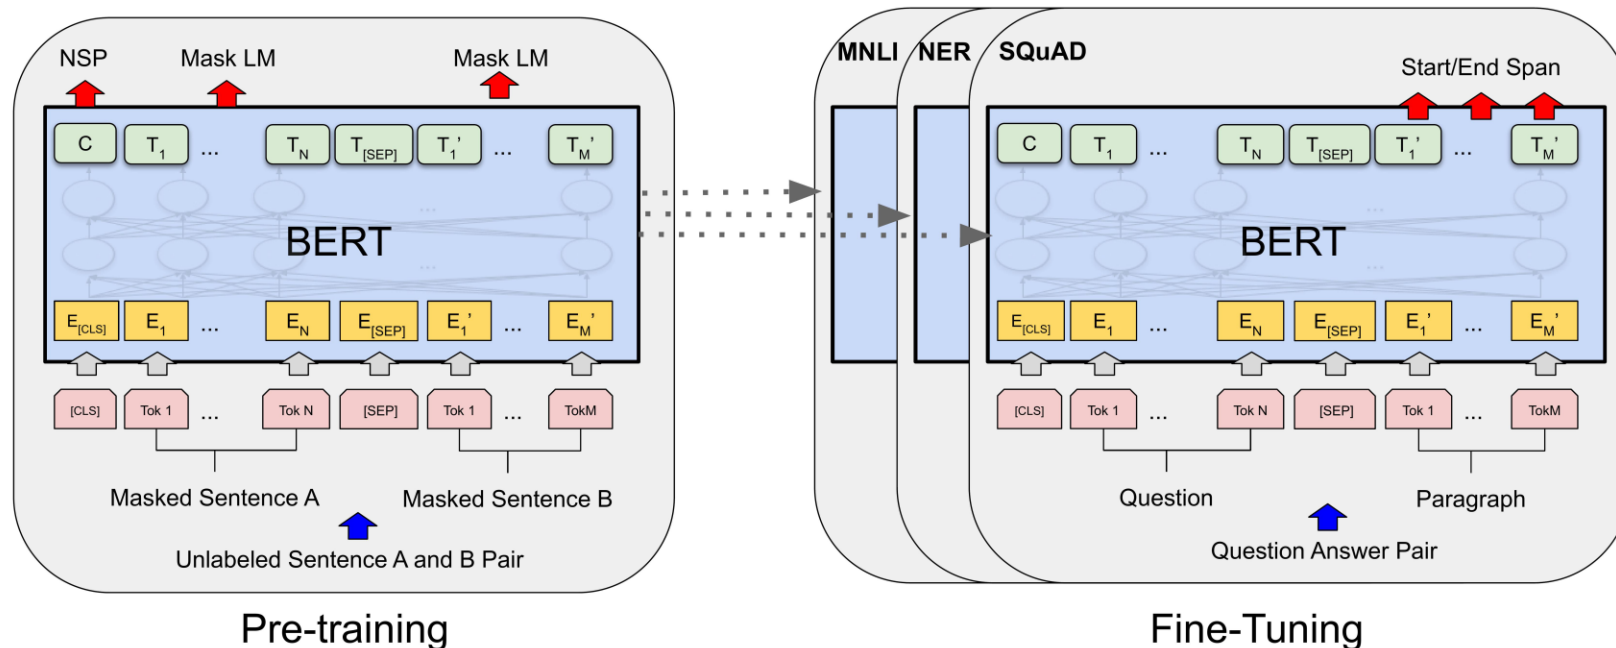 NSP Mask LM Mask LM
C T1 ... TN T[SEP] T1' ... TM'
...
BERT
...
E[CLS] E1 ... EN E[SEP] E1' ... EM'
[CLS] Tok 1 ... Tok N [SEP] Tok 1 ... TokM
Masked Sentence A Masked Sentence B
Unlabeled Sentence A and B Pair
Pre-training
MNLI NER SQuAD
Start/End Span
C T1 ... TN T[SEP] T1' ... TM'
...
BERT
...
E[CLS] E1 ... EN E[SEP] E1' ... EM'
[CLS] Tok 1 ... Tok N [SEP] Tok 1 ... TokM
Question Paragraph
Question Answer Pair
Fine-Tuning